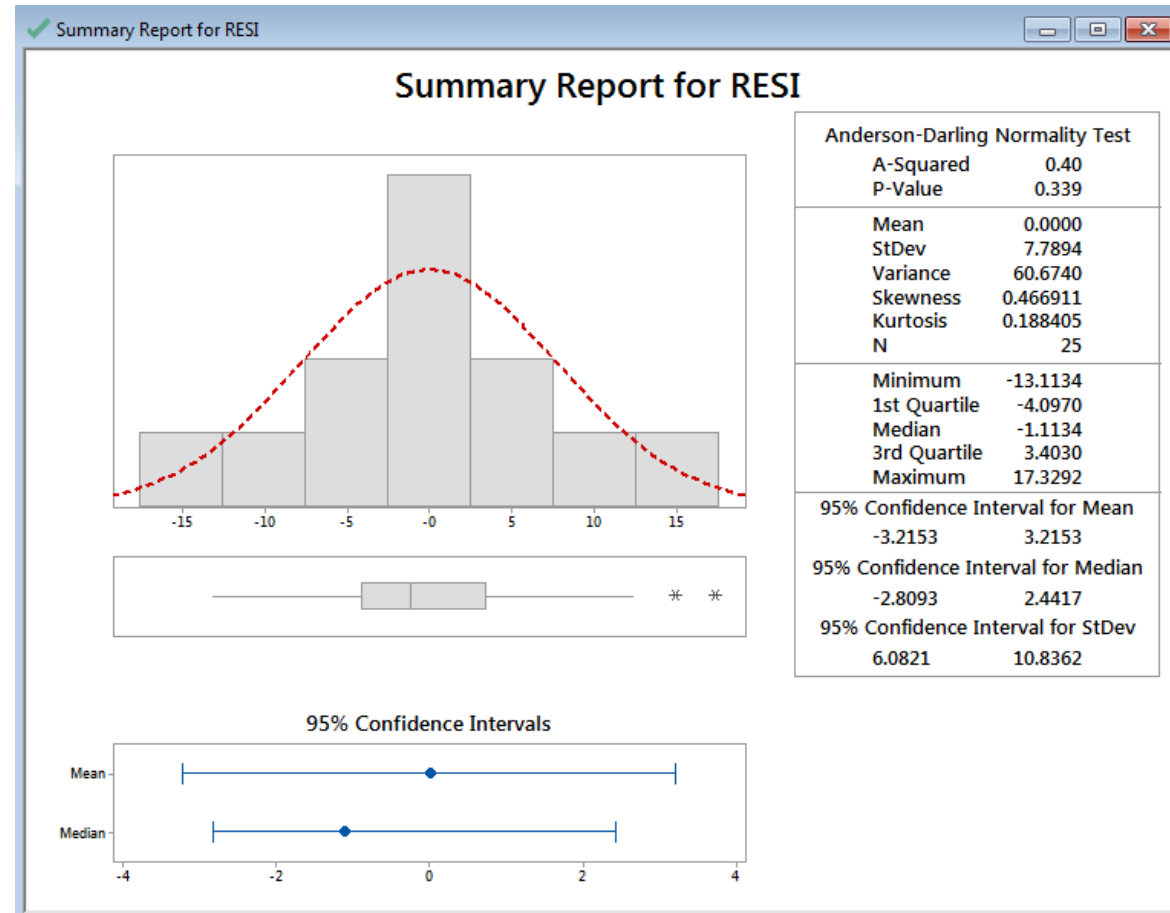 Summary Report for RESI
Summary Report for RESI
-15 -10 -5 -0 5 10 15
95% Confidence Intervals
Mean
Median
-4 -2 0 2 4
Anderson-Darling Normality Test
A-Squared 0.40
P-Value 0.339
Mean 0.0000
StDev 7.7894
Variance 60.6740
Skewness 0.466911
Kurtosis 0.188405
N 25
Minimum -13.1134
1st Quartile -4.0970
Median -1.1134
3rd Quartile 3.4030
Maximum 17.3292
95% Confidence Interval for Mean
-3.2153 3.2153
95% Confidence Interval for Median
-2.8093 2.4417
95% Confidence Interval for StDev
6.0821 10.8362